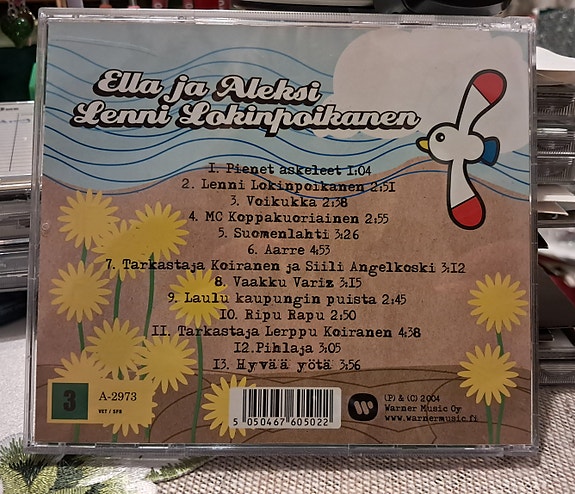 Ella ja Aleksi
Lenni Lokinpoikanen
1. Pienet askeleet 1:04
2. Lenni Lokinpoikanen 2:51
3. Voikukka 2:38
4. MC Koppakuoriainen 2:55
5. Suomenlahti 3:26
6. Aarre 4:53
7. Tarkastaja Koiranen ja Siili Angelkoski 3:12
8. Vaakku Variz 3:15
9. Laulu kaupungin puista 2:45
10. Ripu Rapu 2:50
11. Tarkastaja Lerppu Koiranen 4:38
12.Pihlaja 3:05
13. Hyvää yötä 3:56
3
A-2973
VET / SFB
5 050467 605022
(P) & (C) 2004
Warner Music Oy
www.warnermusic.fi